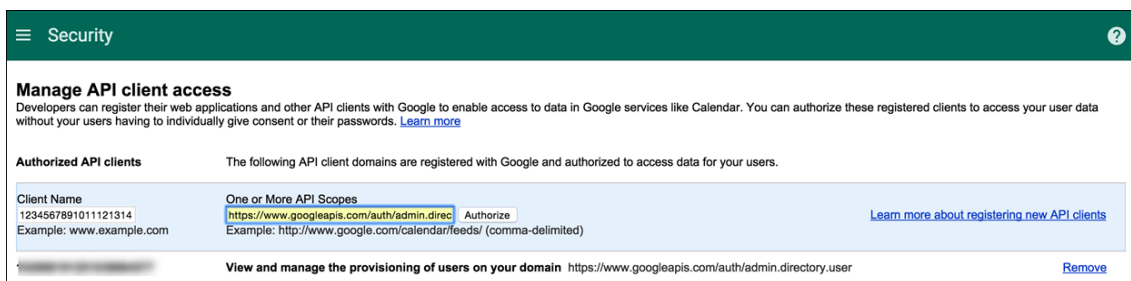 Security
Manage API client access
Developers can register their web applications and other API clients with Google to enable access to data in Google services like Calendar. You can authorize these registered clients to access your user data
without your users having to individually give consent or their passwords. Learn more
Authorized API clients The following API client domains are registered with Google and authorized to access data for your users.
Client Name One or More API Scopes
1234567891011121314 https://www.googleapis.com/auth/admin.direc Authorize Learn more about registering new API clients
Example: www.example.com Example: http://www.google.com/calendar/feeds/ (comma-delimited)
View and manage the provisioning of users on your domain https://www.googleapis.com/auth/admin.directory.user Remove